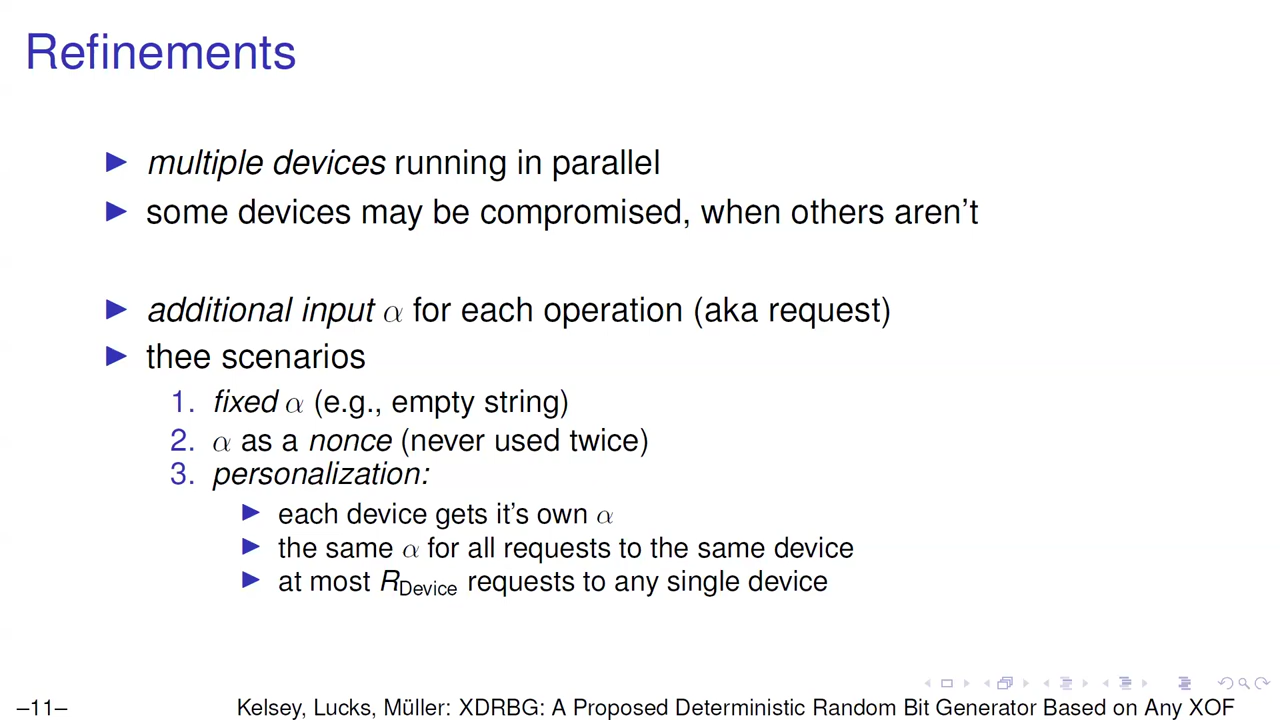 Refinements
▶ multiple devices running in parallel
▶ some devices may be compromised, when others aren't
▶ additional input α for each operation (aka request)
▶ thee scenarios
1. fixed α (e.g., empty string)
2. α as a nonce (never used twice)
3. personalization:
▶ each device gets it's own α
▶ the same α for all requests to the same device
▶ at most R_Device requests to any single device
–11– Kelsey, Lucks, Müller: XDRBG: A Proposed Deterministic Random Bit Generator Based on Any XOF